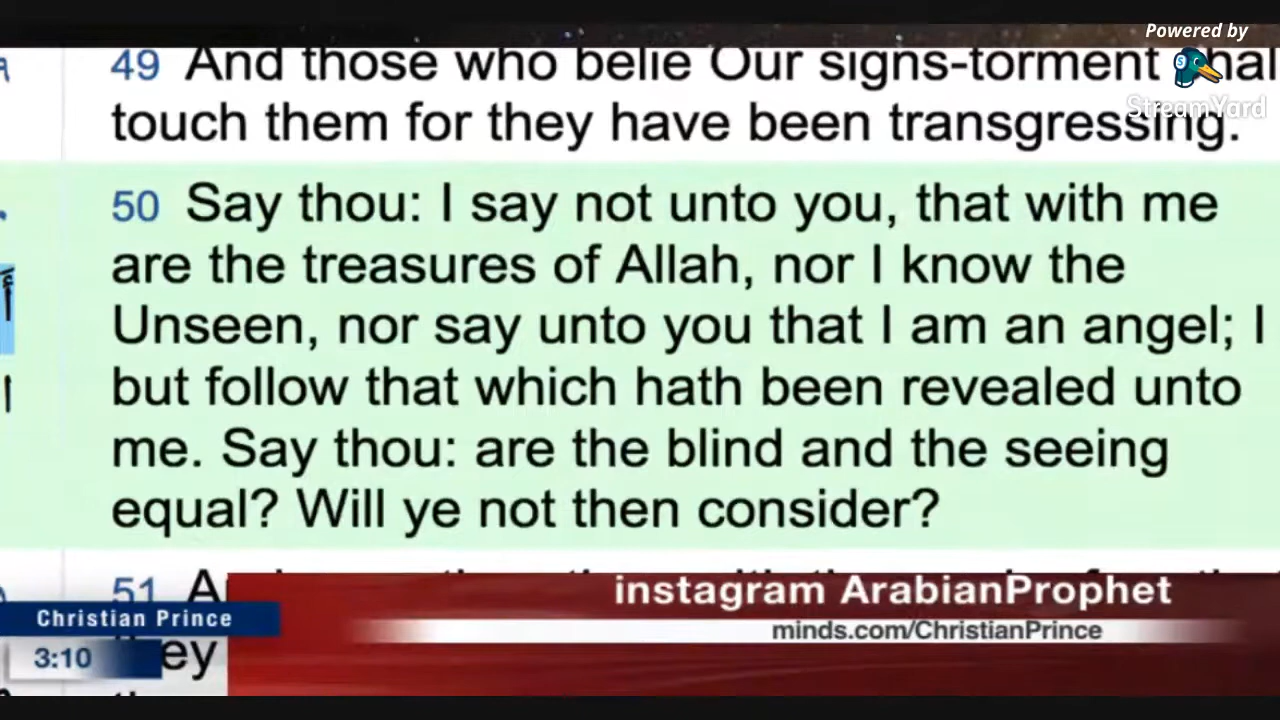 Powered by
StreamYard
49 And those who belie Our signs-torment
touch them for they have been transgressing.
50 Say thou: I say not unto you, that with me
are the treasures of Allah, nor I know the
Unseen, nor say unto you that I am an angel; I
but follow that which hath been revealed unto
me. Say thou: are the blind and the seeing
equal? Will ye not then consider?
51
instagram ArabianProphet
Christian Prince
minds.com/ChristianPrince
3:10